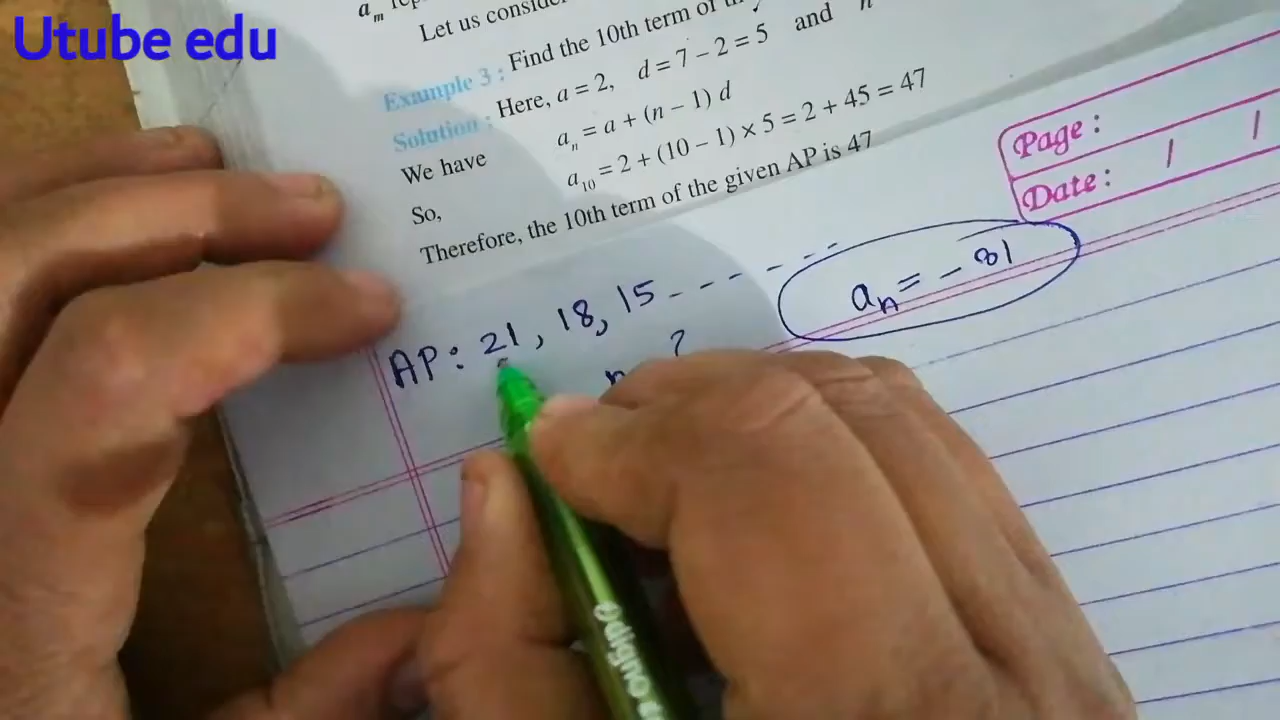 Utube edu
a_m
Let us conside
Example 3 : Find the 10th term of
Solution : Here, a = 2, d = 7 – 2 = 5 and n
We have a_n = a + (n – 1) d
So, a_10 = 2 + (10 – 1) × 5 = 2 + 45 = 47
Therefore, the 10th term of the given AP is 47
Page :
Date : / /
AP : 21, 18, 15 - - - - - -
a_n = - 81
n ?
digno